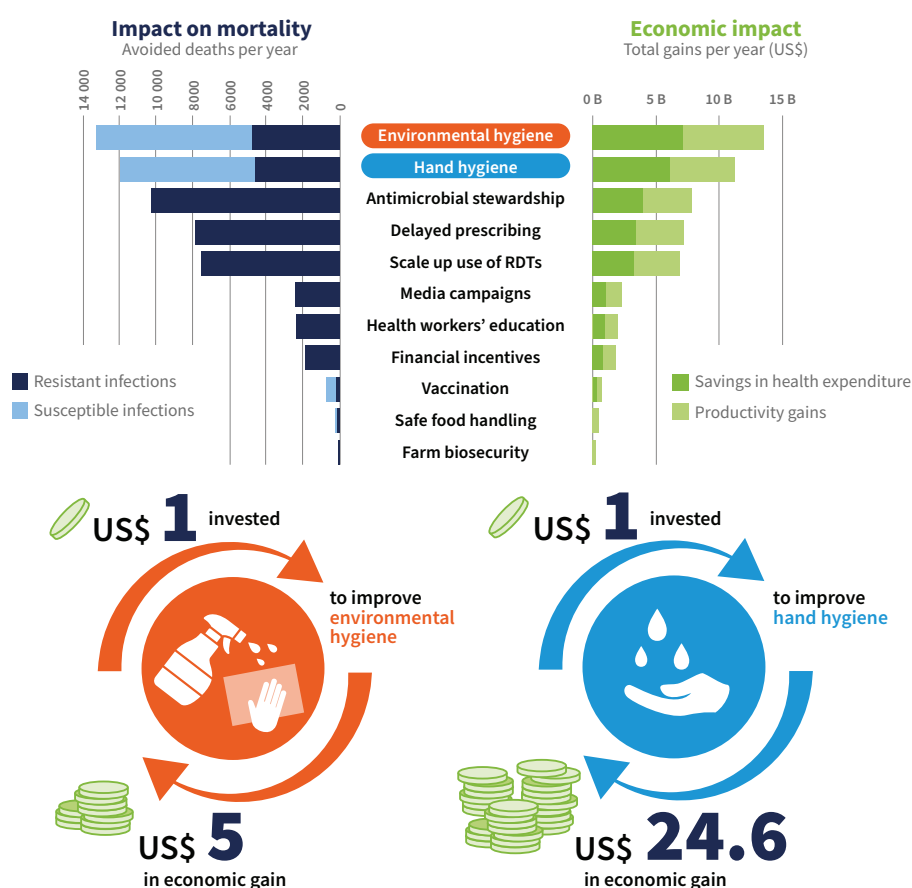 Impact on mortality
Avoided deaths per year
14 000
12 000
10 000
8000
6000
4000
2000
0
Economic impact
Total gains per year (US$)
0 B
5 B
10 B
15 B
Environmental hygiene
Hand hygiene
Antimicrobial stewardship
Delayed prescribing
Scale up use of RDTs
Media campaigns
Health workers’ education
Financial incentives
Vaccination
Safe food handling
Farm biosecurity
Resistant infections
Susceptible infections
Savings in health expenditure
Productivity gains
US$ 1 invested
to improve
environmental
hygiene
US$ 5
in economic gain
US$ 1 invested
to improve
hand hygiene
US$ 24.6
in economic gain